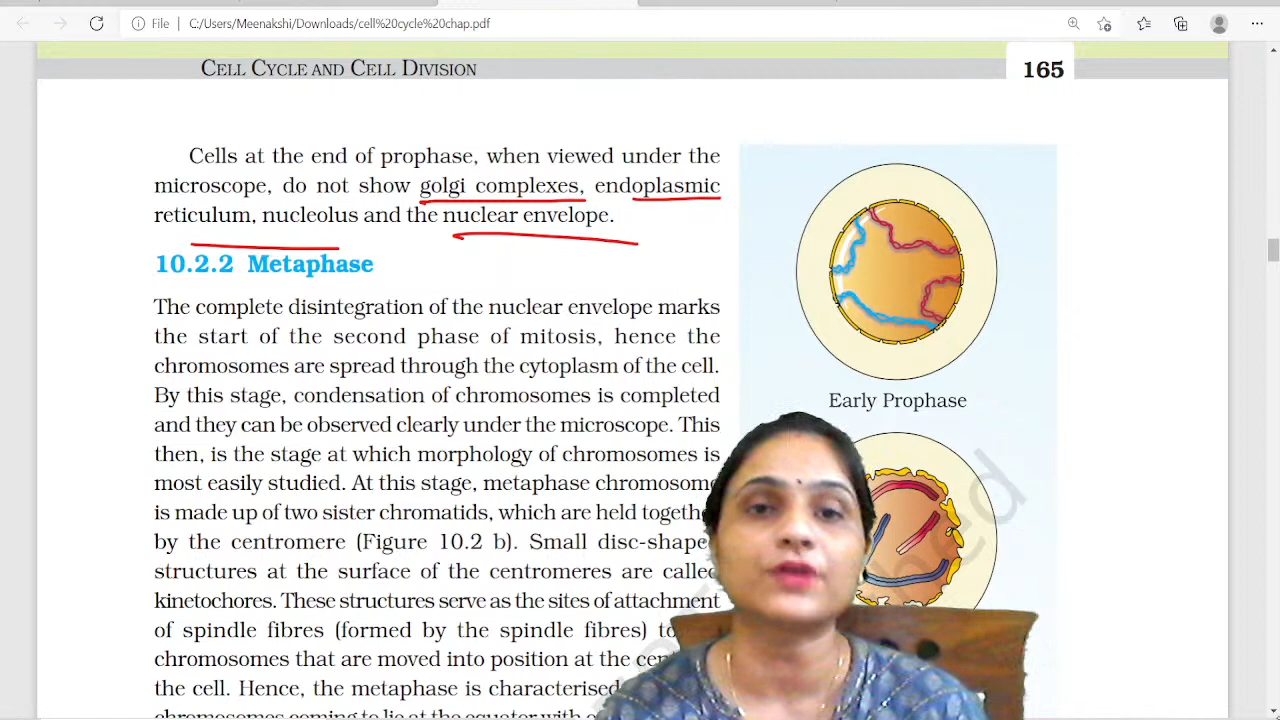 File C:/Users/Meenakshi/Downloads/cell%20cycle%20chap.pdf
CELL CYCLE AND CELL DIVISION 165
Cells at the end of prophase, when viewed under the
microscope, do not show golgi complexes, endoplasmic
reticulum, nucleolus and the nuclear envelope.
10.2.2 Metaphase
The complete disintegration of the nuclear envelope marks
the start of the second phase of mitosis, hence the
chromosomes are spread through the cytoplasm of the cell.
By this stage, condensation of chromosomes is completed
and they can be observed clearly under the microscope. This
then, is the stage at which morphology of chromosomes is
most easily studied. At this stage, metaphase chromosome
is made up of two sister chromatids, which are held
by the centromere (Figure 10.2 b). Small
structures at the surface of the centromeres are
kinetochores. These structures serve as the sites of attachment
of spindle fibres (formed by the spindle fibres)
chromosomes that are moved into position at the
the cell. Hence, the metaphase is characterised
chromosomes coming to lie at the equator with
Early Prophase